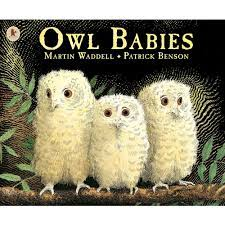 OWL BABIES
MARTIN WADDELL • PATRICK BENSON